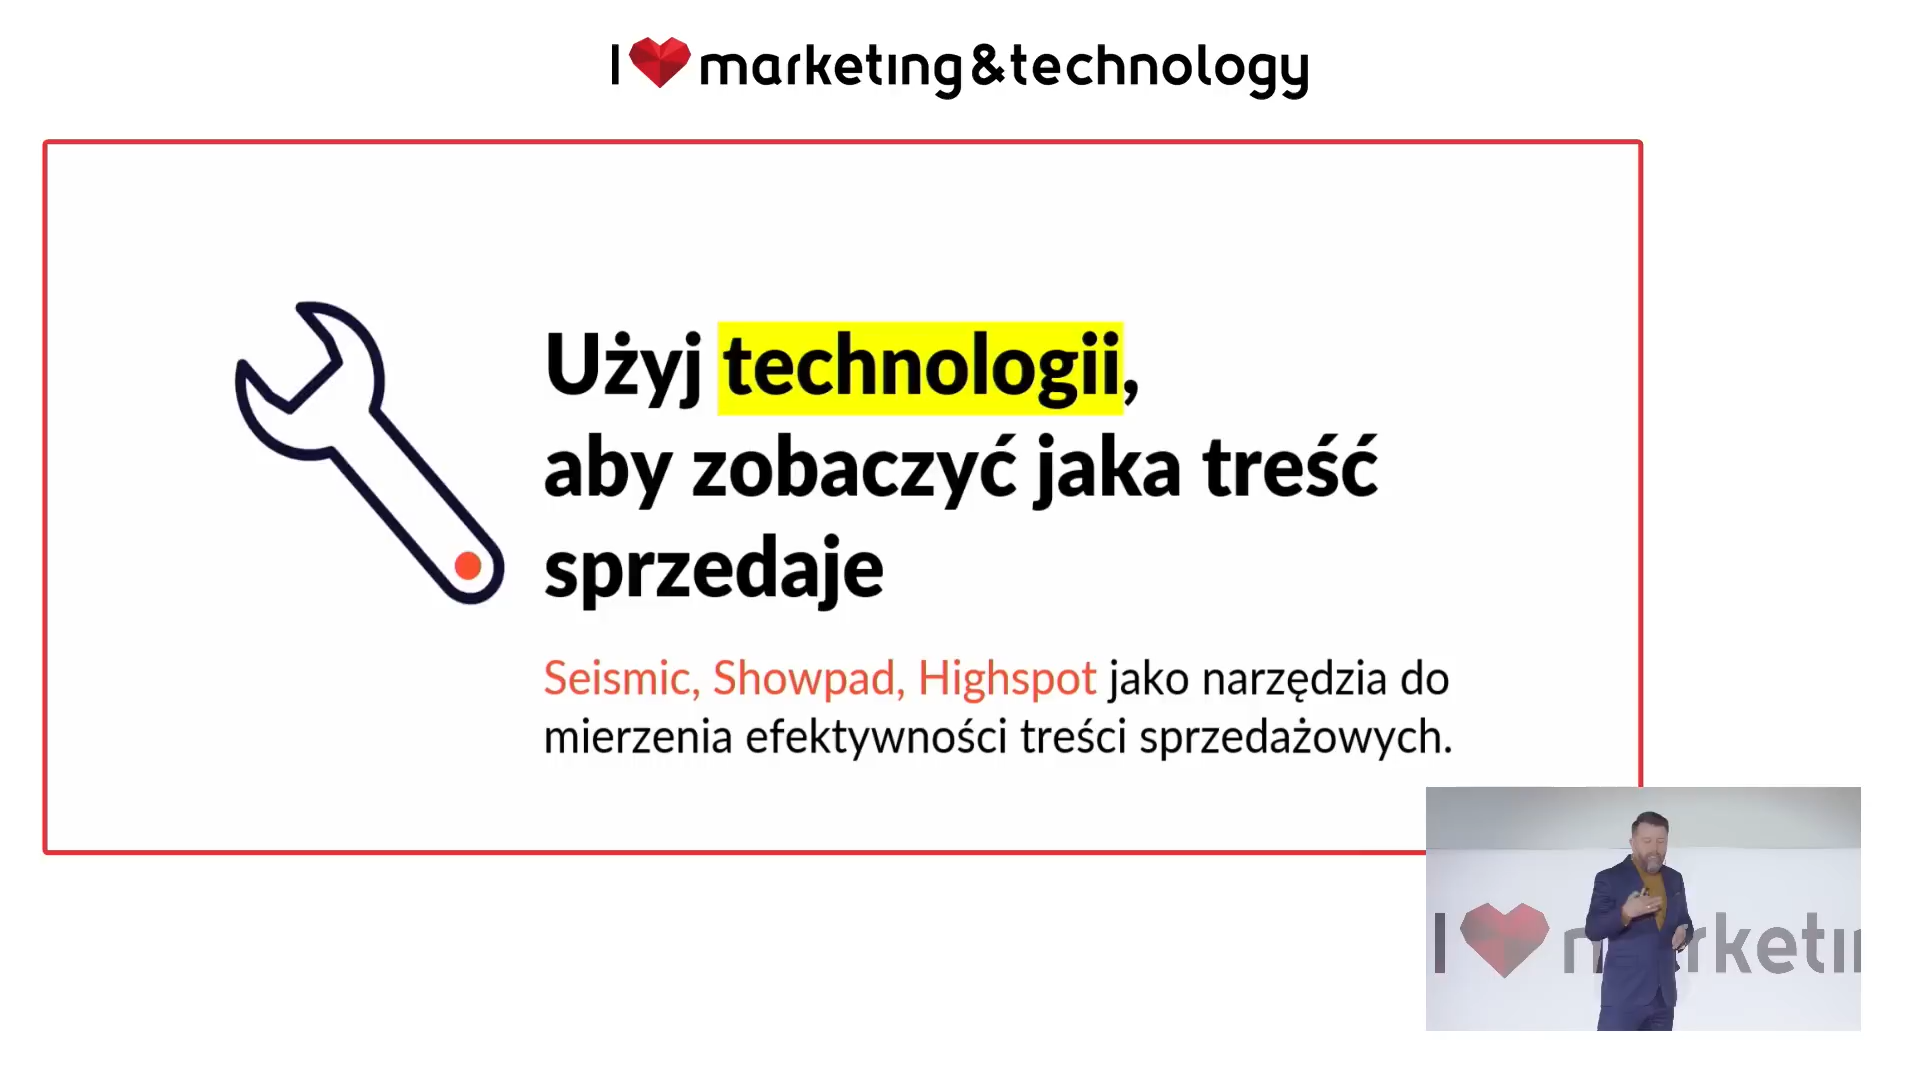 I marketing&technology
Użyj technologii,
aby zobaczyć jaka treść
sprzedaje
Seismic, Showpad, Highspot jako narzędzia do
mierzenia efektywności treści sprzedażowych.
I m rketin